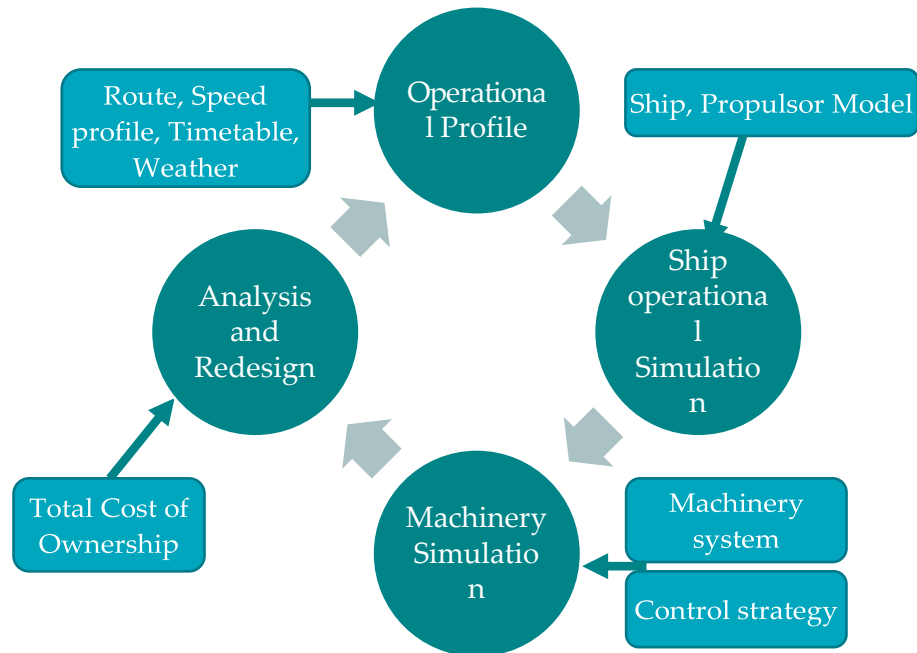 Route, Speed
profile, Timetable,
Weather
Operationa
l Profile
Ship, Propulsor Model
Ship
operationa
l
Simulatio
n
Analysis
and
Redesign
Total Cost of
Ownership
Machinery
Simulatio
n
Machinery
system
Control strategy